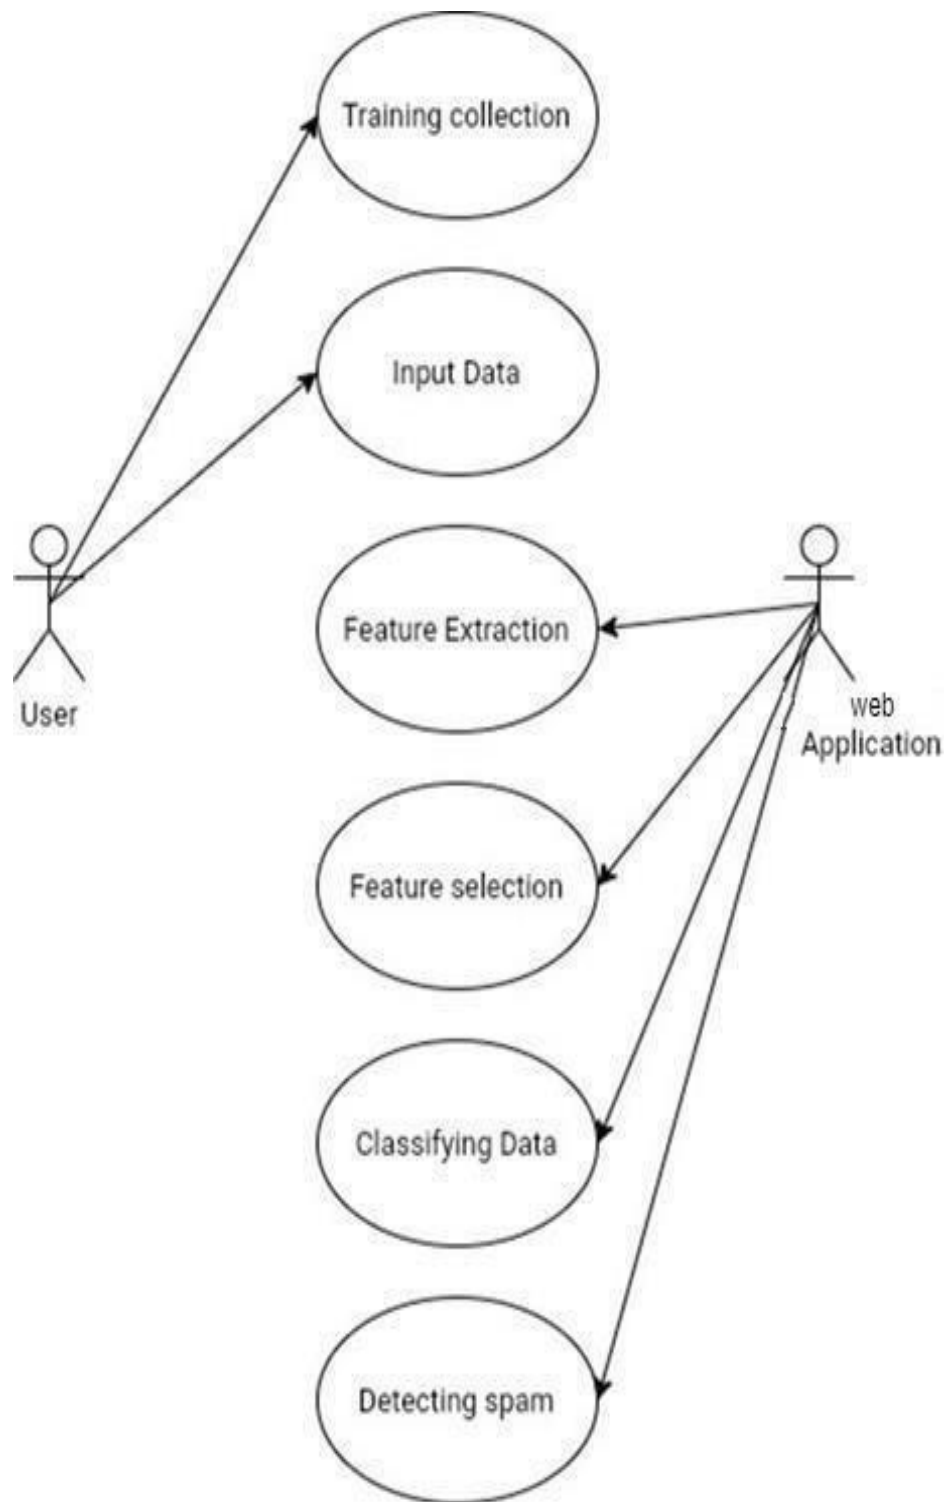 Training collection
Input Data
Feature Extraction
User
web
Application
Feature selection
Classifying Data
Detecting spam